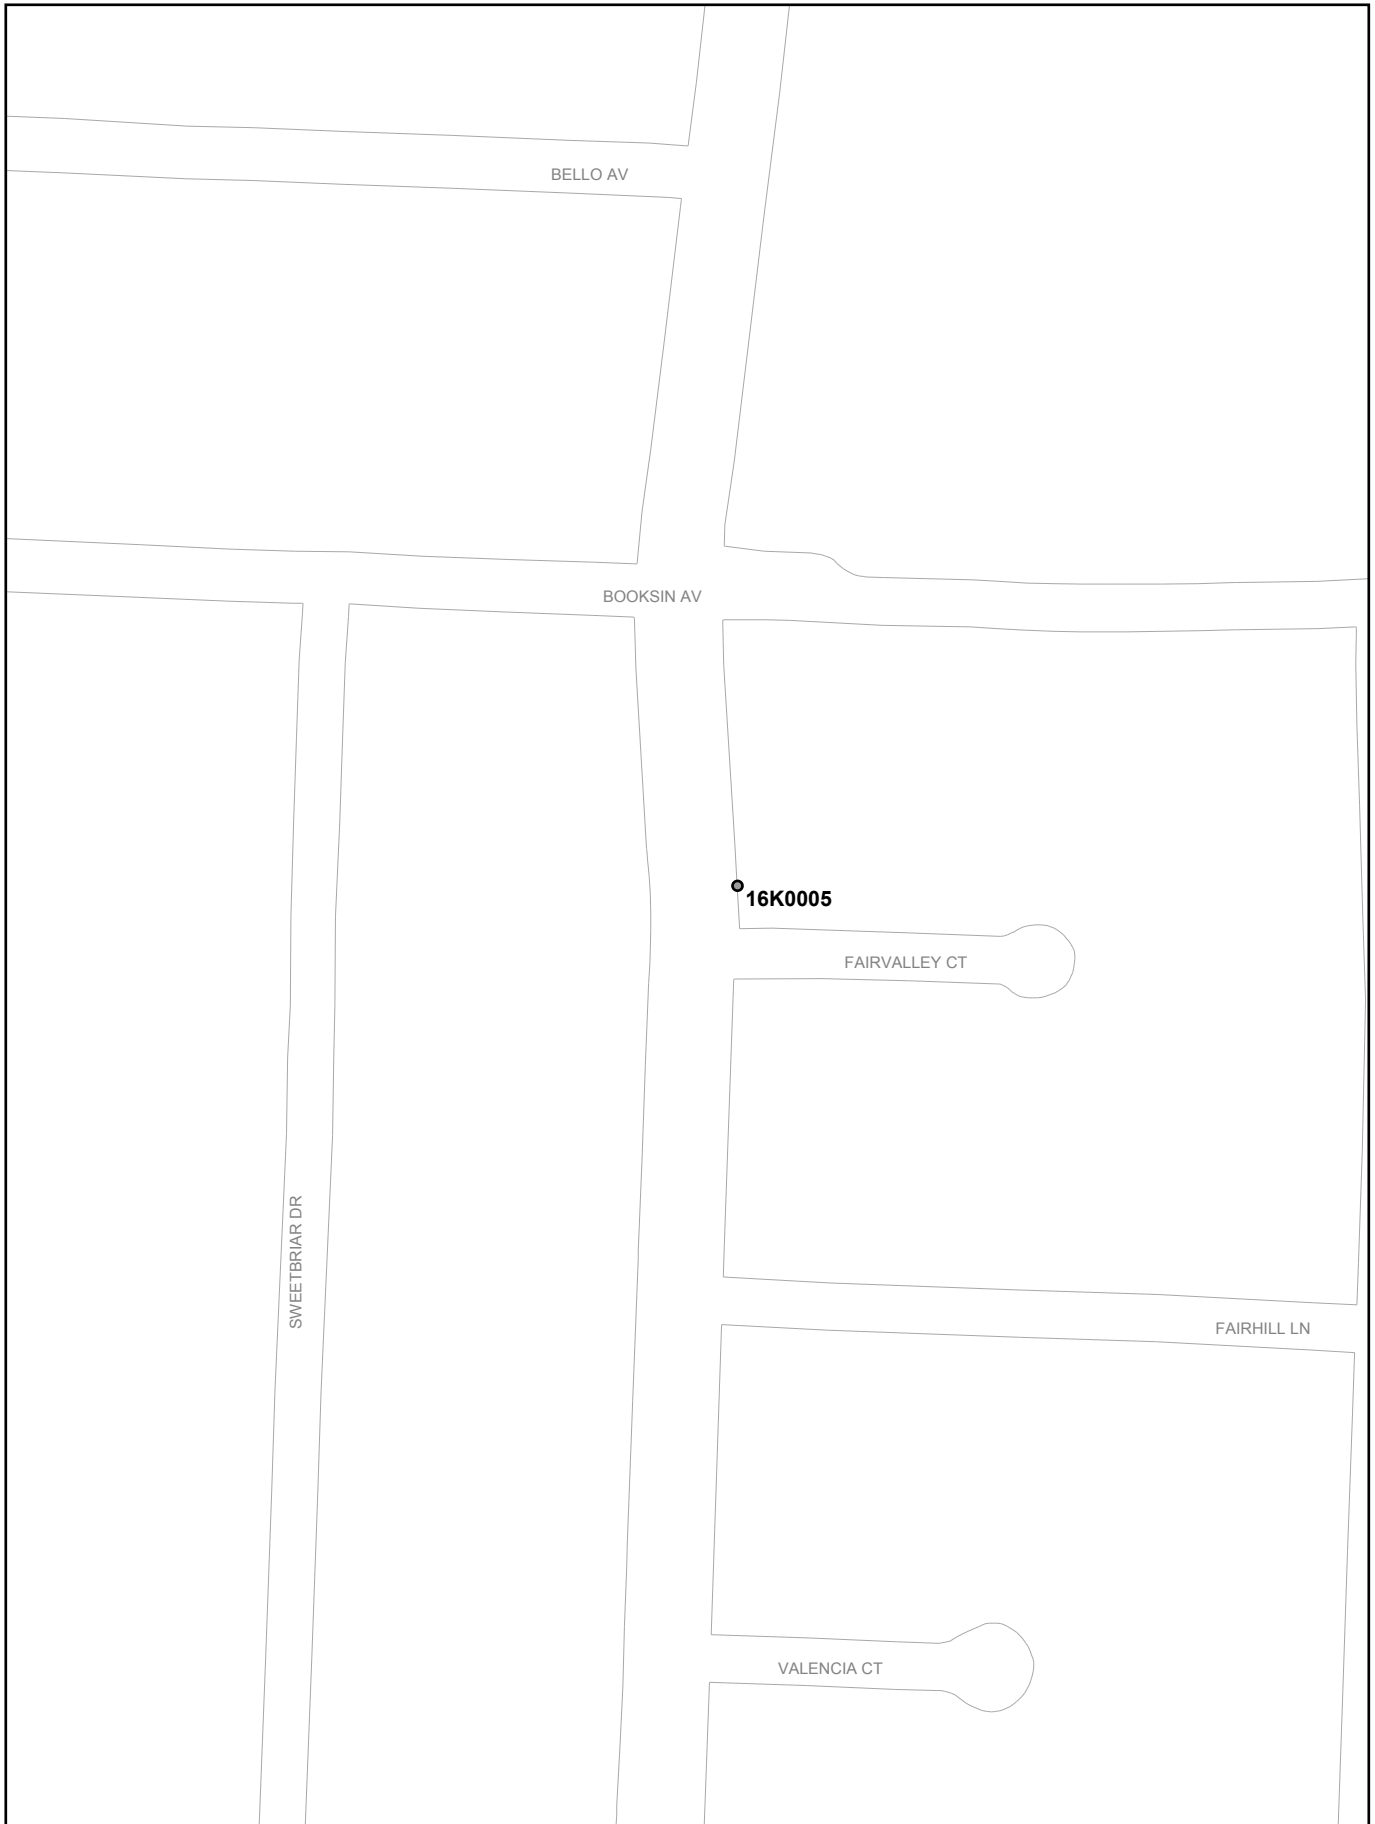 BELLO AV
BOOKSIN AV
16K0005
FAIRVALLEY CT
SWEETBRIAR DR
FAIRHILL LN
VALENCIA CT